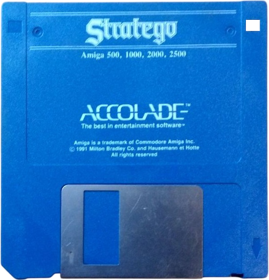 Stratego
Amiga 500, 1000, 2000, 2500
ACCOLADE™
The best in entertainment software™
Amiga is a trademark of Commodore Amiga Inc.
© 1991 Milton Bradley Co. and Hausemann et Hotte
All rights reserved